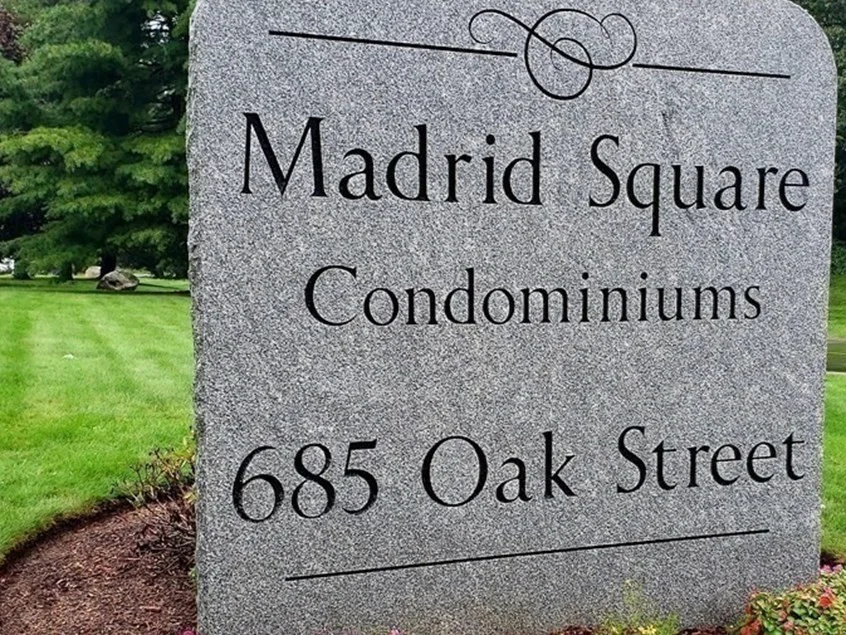 Madrid Square
Condominiums
685 Oak Street